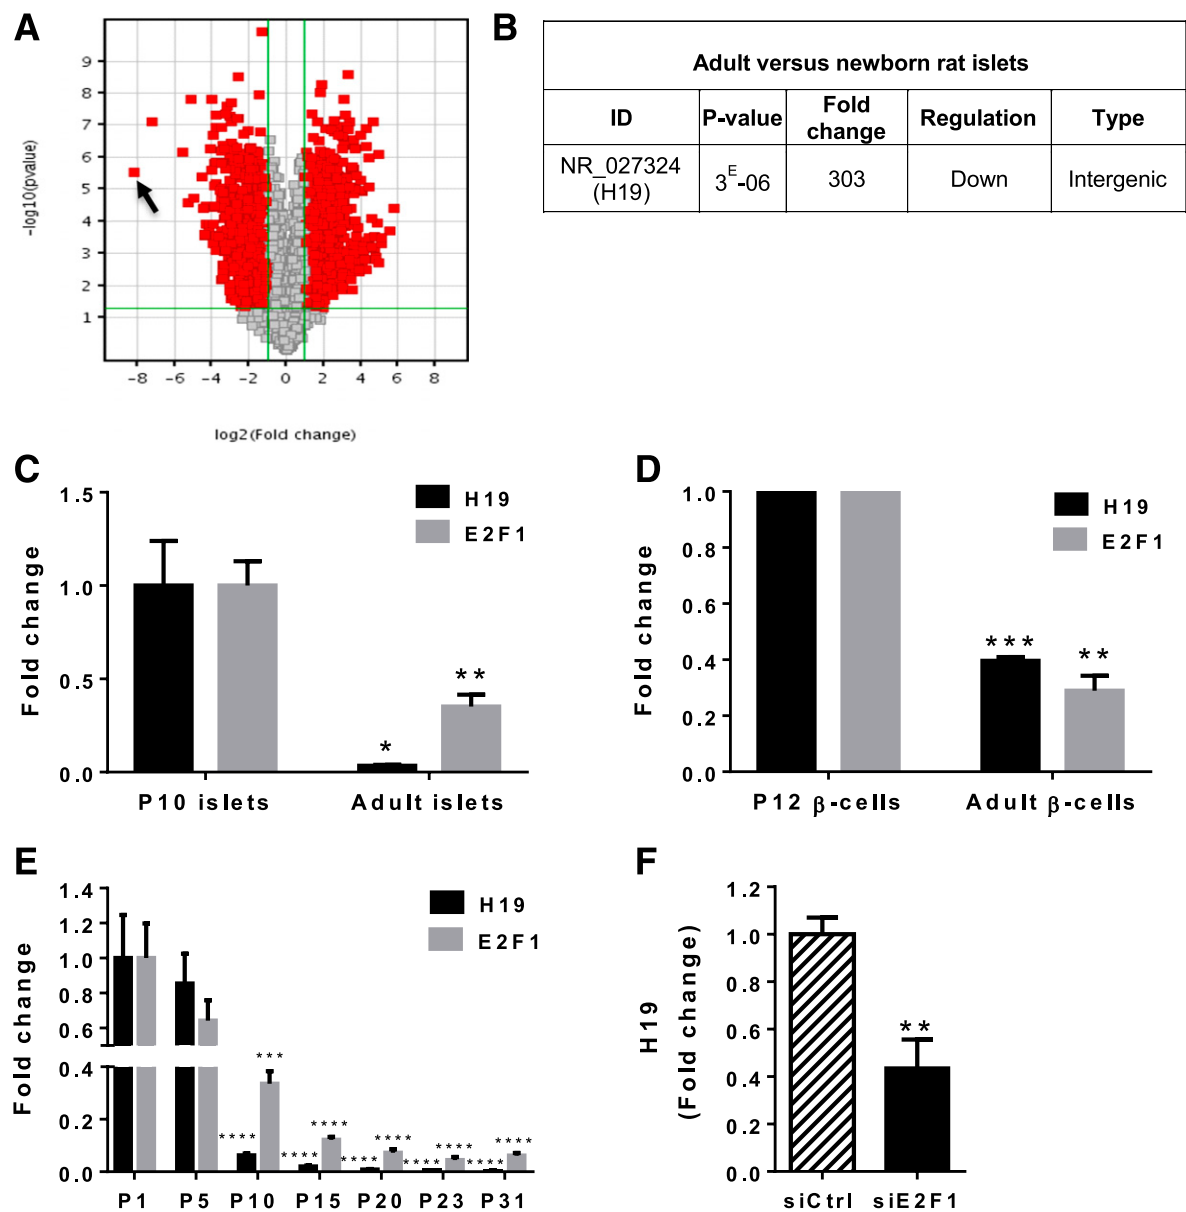 A
-log10(pvalue)
9
8
7
6
5
4
3
2
1
-8 -6 -4 -2 0 2 4 6 8
log2(Fold change)
B
Adult versus newborn rat islets
ID P-value Fold change Regulation Type
NR_027324 (H19) 3^E-06 303 Down Intergenic
C
Fold change
1.5
1.0
0.5
0.0
H19
E2F1
*
**
P10 islets Adult islets
D
Fold change
1.0
0.8
0.6
0.4
0.2
0.0
H19
E2F1
***
**
P12 β-cells Adult β-cells
E
Fold change
1.4
1.2
1.0
0.8
0.6
0.4
0.2
0.0
H19
E2F1
**** *** **** **** **** **** **** **** **** ****
P1 P5 P10 P15 P20 P23 P31
F
H19
(Fold change)
1.2
1.0
0.8
0.6
0.4
0.2
0.0
**
siCtrl siE2F1